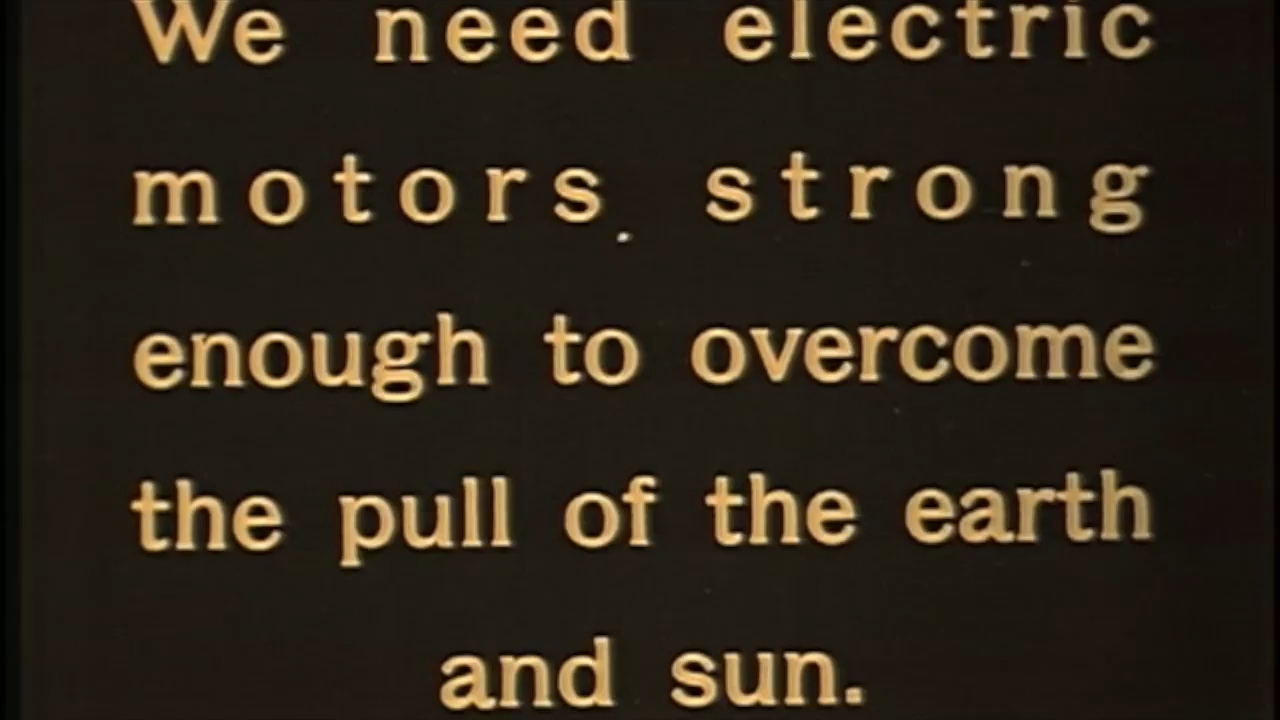 We need electric
motors strong
enough to overcome
the pull of the earth
and sun.